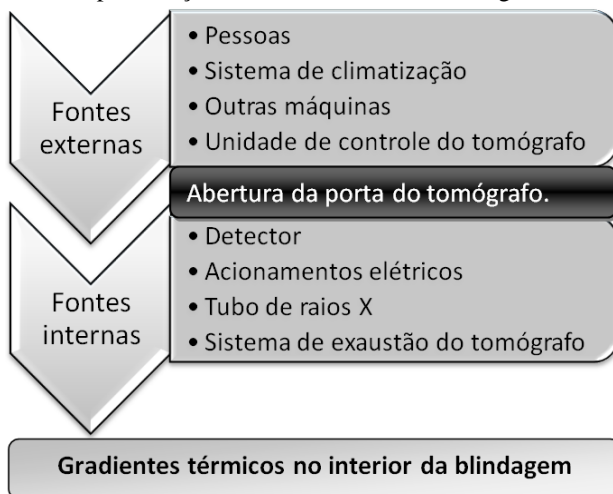 Fontes externas
• Pessoas
• Sistema de climatização
• Outras máquinas
• Unidade de controle do tomógrafo
Abertura da porta do tomógrafo.
Fontes internas
• Detector
• Acionamentos elétricos
• Tubo de raios X
• Sistema de exaustão do tomógrafo
Gradientes térmicos no interior da blindagem